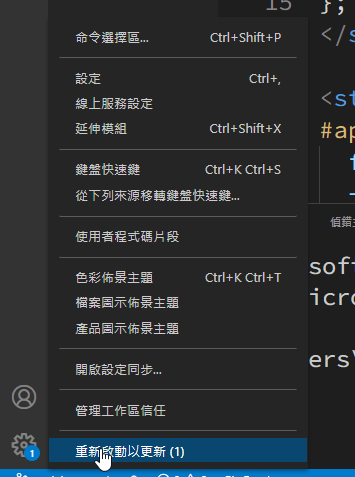 15
};
</s
命令選擇區... Ctrl+Shift+P
設定 Ctrl+,
線上服務設定
延伸模組 Ctrl+Shift+X
<st
#ap
f
鍵盤快速鍵 Ctrl+K Ctrl+S
從下列來源移轉鍵盤快速鍵...
使用者程式碼片段
偵錯主
色彩佈景主題 Ctrl+K Ctrl+T
檔案圖示佈景主題
產品圖示佈景主題
soft
icro
開啟設定同步...
ers\
管理工作區信任
重新啟動以更新 (1)
1